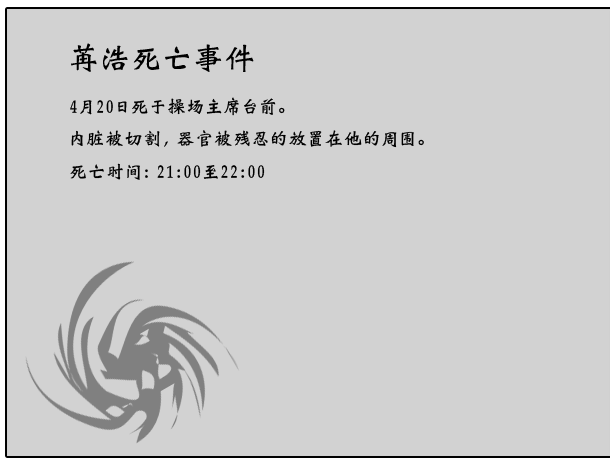 苒浩死亡事件
4月20日死于操场主席台前。
内脏被切割，器官被残忍的放置在他的周围。
死亡时间：21:00至22:00